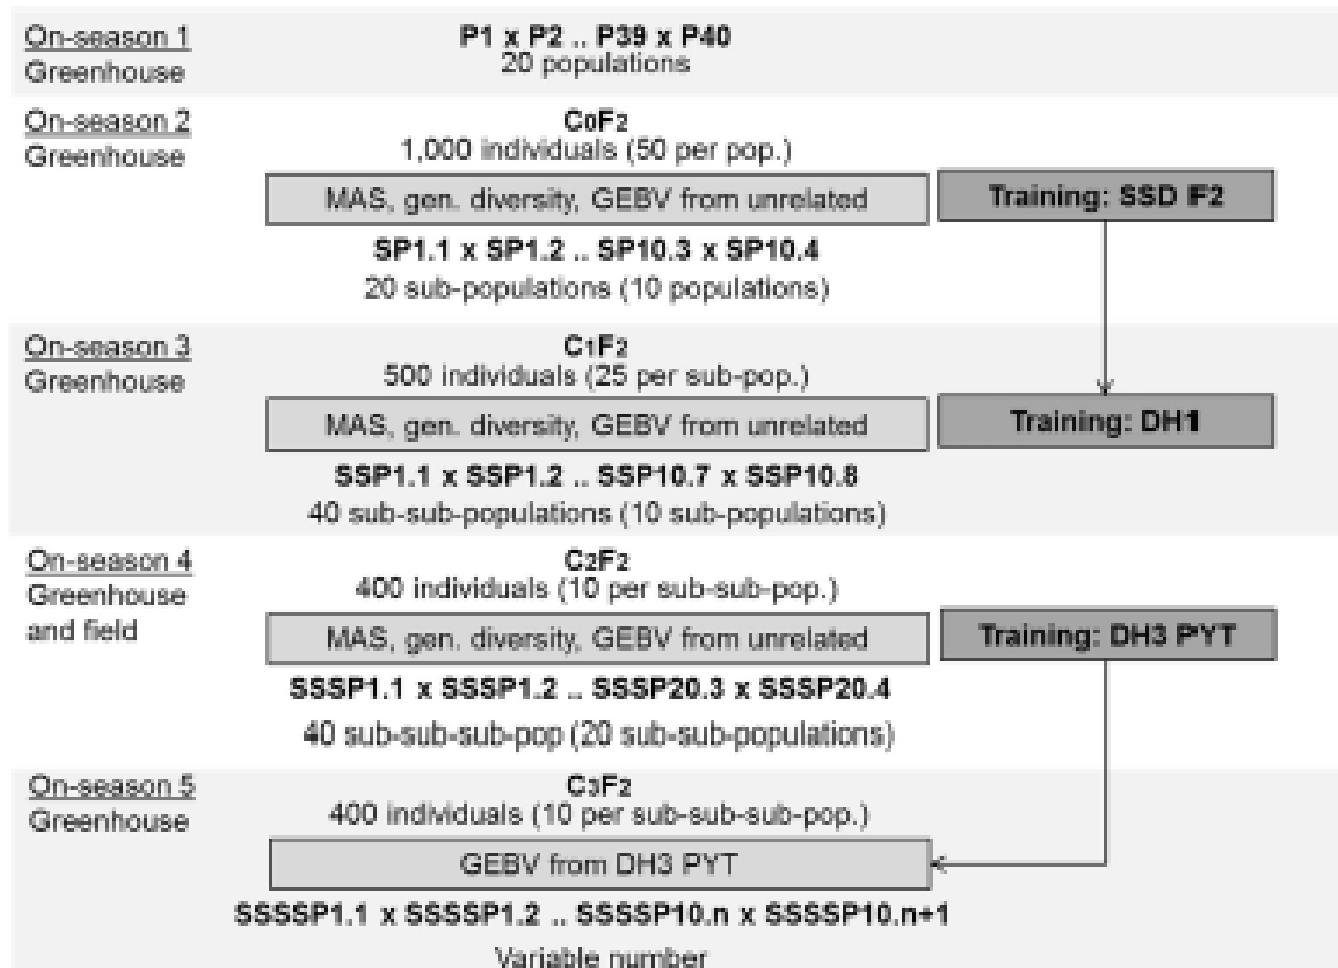 On-season 1
Greenhouse
P1 x P2 .. P39 x P40
20 populations
On-season 2
Greenhouse
C0F2
1,000 individuals (50 per pop.)
MAS, gen. diversity, GEBV from unrelated
Training: SSD F2
SP1.1 x SP1.2 .. SP10.3 x SP10.4
20 sub-populations (10 populations)
On-season 3
Greenhouse
C1F2
500 individuals (25 per sub-pop.)
MAS, gen. diversity, GEBV from unrelated
Training: DH1
SSP1.1 x SSP1.2 .. SSP10.7 x SSP10.8
40 sub-sub-populations (10 sub-populations)
On-season 4
Greenhouse
and field
C2F2
400 individuals (10 per sub-sub-pop.)
MAS, gen. diversity, GEBV from unrelated
Training: DH3 PYT
SSSP1.1 x SSSP1.2 .. SSSP20.3 x SSSP20.4
40 sub-sub-sub-pop (20 sub-sub-populations)
On-season 5
Greenhouse
C3F2
400 individuals (10 per sub-sub-sub-pop.)
GEBV from DH3 PYT
SSSSP1.1 x SSSSP1.2 .. SSSSP10.n x SSSSP10.n+1
Variable number